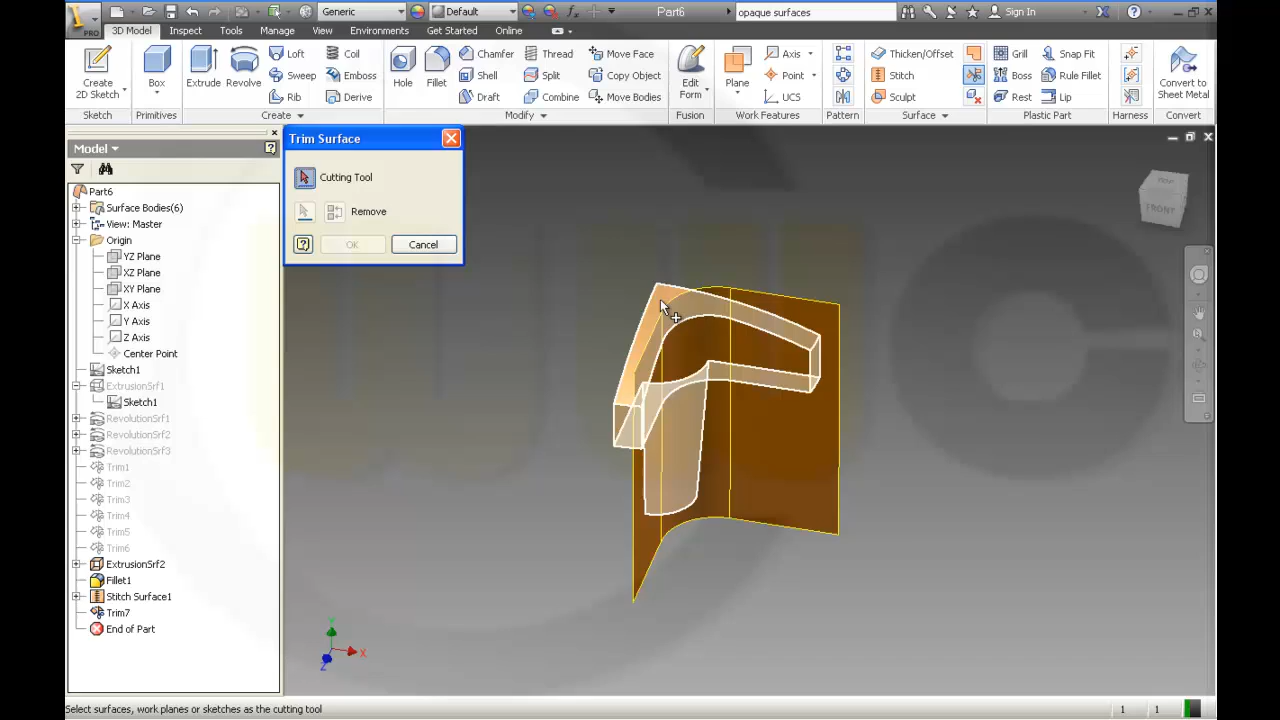 Generic
Default
Part6
opaque surfaces
Sign In
PRO
3D Model
Inspect
Tools
Manage
View
Environments
Get Started
Online
Create
2D Sketch
Box
Extrude
Revolve
Loft
Sweep
Rib
Coil
Emboss
Derive
Hole
Fillet
Chamfer
Shell
Draft
Thread
Split
Combine
Move Face
Copy Object
Move Bodies
Edit
Form
Plane
Axis
Point
UCS
Thicken/Offset
Stitch
Sculpt
Grill
Boss
Rest
Snap Fit
Rule Fillet
Lip
Convert to
Sheet Metal
Sketch
Primitives
Create
Modify
Fusion
Work Features
Pattern
Surface
Plastic Part
Harness
Convert
Model
Part6
Surface Bodies(6)
View: Master
Origin
YZ Plane
XZ Plane
XY Plane
X Axis
Y Axis
Z Axis
Center Point
Sketch1
ExtrusionSrf1
Sketch1
RevolutionSrf1
RevolutionSrf2
RevolutionSrf3
Trim1
Trim2
Trim3
Trim4
Trim5
Trim6
ExtrusionSrf2
Fillet1
Stitch Surface1
Trim7
End of Part
Trim Surface
Cutting Tool
Remove
OK
Cancel
FRONT
Y
X
Z
Select surfaces, work planes or sketches as the cutting tool
1
1